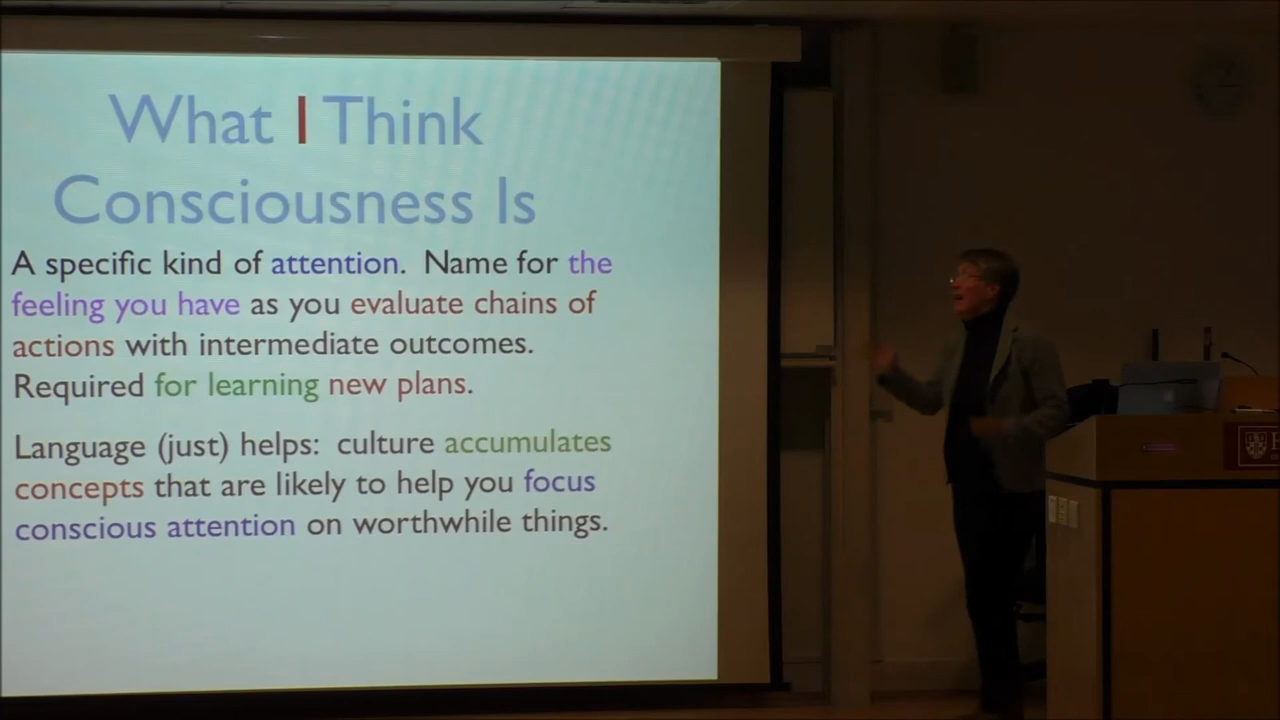 What I Think
Consciousness Is
A specific kind of attention. Name for the
feeling you have as you evaluate chains of
actions with intermediate outcomes.
Required for learning new plans.
Language (just) helps: culture accumulates
concepts that are likely to help you focus
conscious attention on worthwhile things.